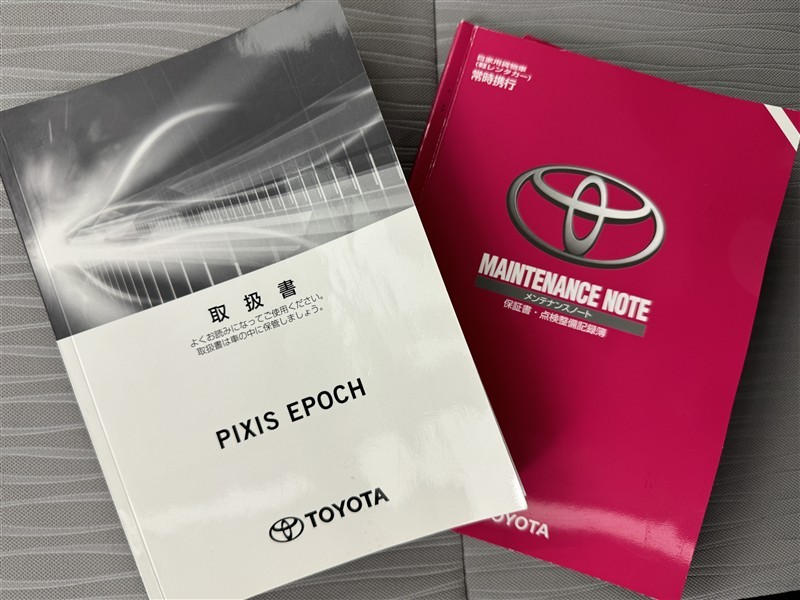 取扱書
よくお読みになってご使用ください。
取扱書は車の中に保管しましょう。
PIXIS EPOCH
TOYOTA
自家用貨物車
(軽レンタカー)
常時携行
MAINTENANCE NOTE
メンテナンスノート
保証書・点検整備記録簿
TOYOTA